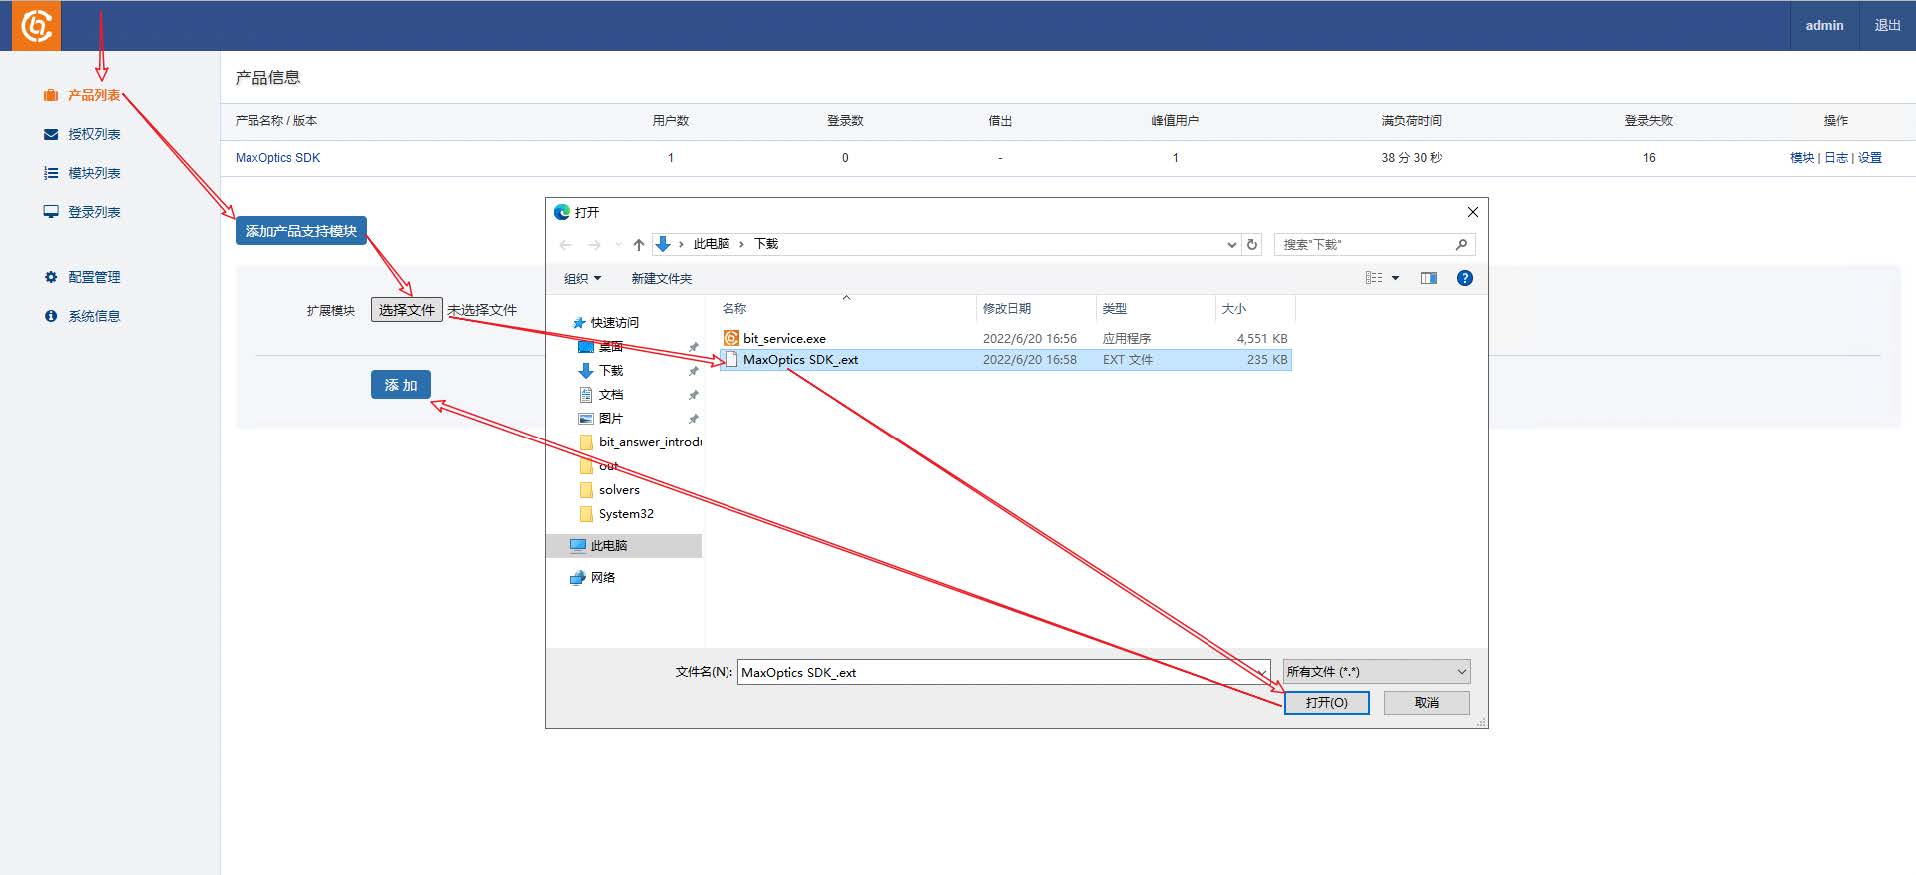 admin 退出
产品列表
授权列表
模块列表
登录列表
配置管理
系统信息
产品信息
产品名称 / 版本 用户数 登录数 借出 峰值用户 满负荷时间 登录失败 操作
MaxOptics SDK 1 0 - 1 38 分 30 秒 16 模块 | 日志 | 设置
添加产品支持模块
扩展模块 选择文件 未选择文件
添 加
打开
此电脑 下载 搜索"下载"
组织 新建文件夹
名称 修改日期 类型 大小
bit_service.exe 2022/6/20 16:56 应用程序 4,551 KB
MaxOptics SDK_.ext 2022/6/20 16:58 EXT 文件 235 KB
快速访问
桌面
下载
文档
图片
bit_answer_introdu
out
solvers
System32
此电脑
网络
文件名(N): MaxOptics SDK_.ext 所有文件 (*.*)
打开(O) 取消